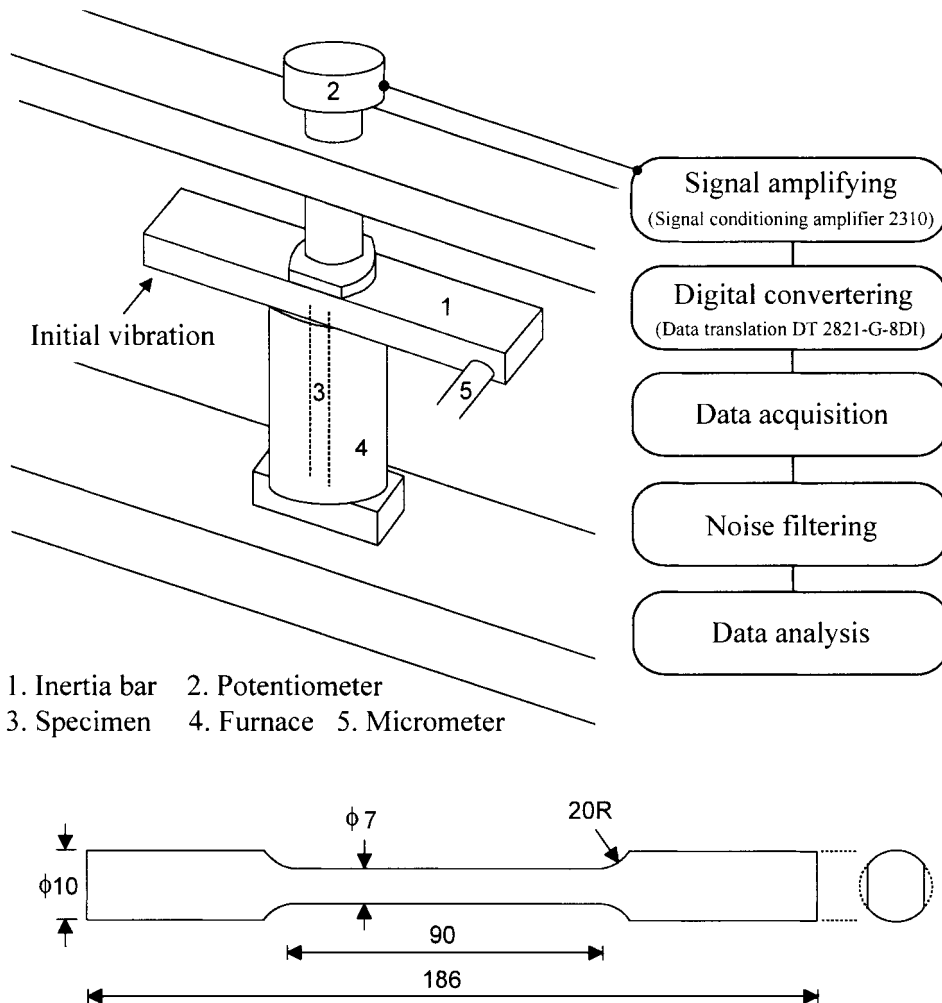 2
Signal amplifying
(Signal conditioning amplifier 2310)
Digital convertering
(Data translation DT 2821-G-8DI)
Data acquisition
Noise filtering
Data analysis
1
Initial vibration
3
5
4
1. Inertia bar 2. Potentiometer
3. Specimen 4. Furnace 5. Micrometer
ϕ7
20R
ϕ10
90
186